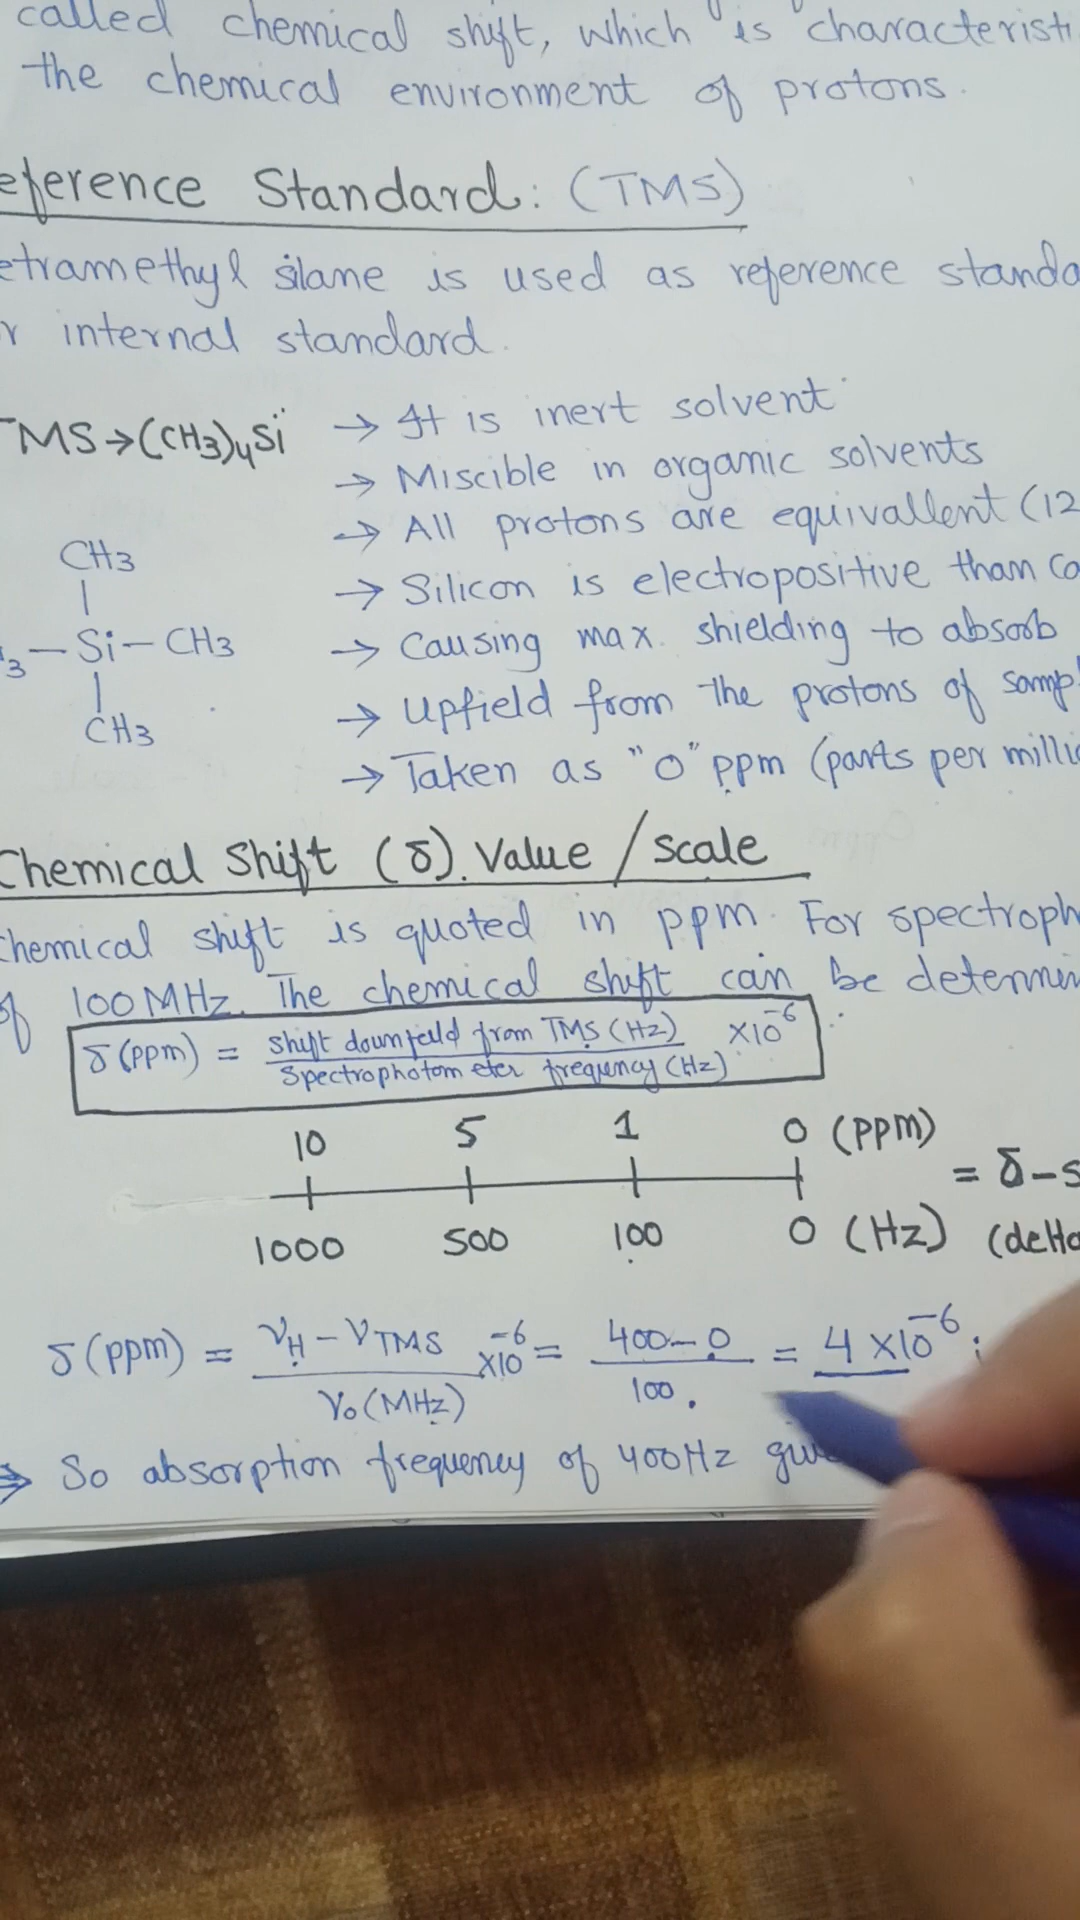 called chemical shift, which is characteristi
the chemical environment of protons.
eference Standard: (TMS)
etramethyl silane is used as reference standa
r internal standard.
TMS→(CH3)4Si → It is inert solvent
→ Miscible in organic solvents
→ All protons are equivallent (12
CH3
→ Silicon is electropositive than Ca
3—Si—CH3 → Causing max. shielding to absorb
CH3 → Upfield from the protons of samp
→ Taken as "0" ppm (parts per milli
Chemical Shift (δ). Value / Scale
Chemical shift is quoted in ppm. For spectroph
of 100 MHz. The chemical shift can be determin
δ (ppm) = Shift downfeild from TMS (Hz) / Spectrophotometer frequency (Hz) ×10⁻⁶
10 5 1 0 (ppm)
= δ-s
1000 500 100 0 (Hz) (delta
δ (ppm) = νH – νTMS / ν0 (MHz) ×10⁻⁶ = 400–0 / 100. = 4 ×10⁻⁶
⇒ So absorption frequency of 400Hz